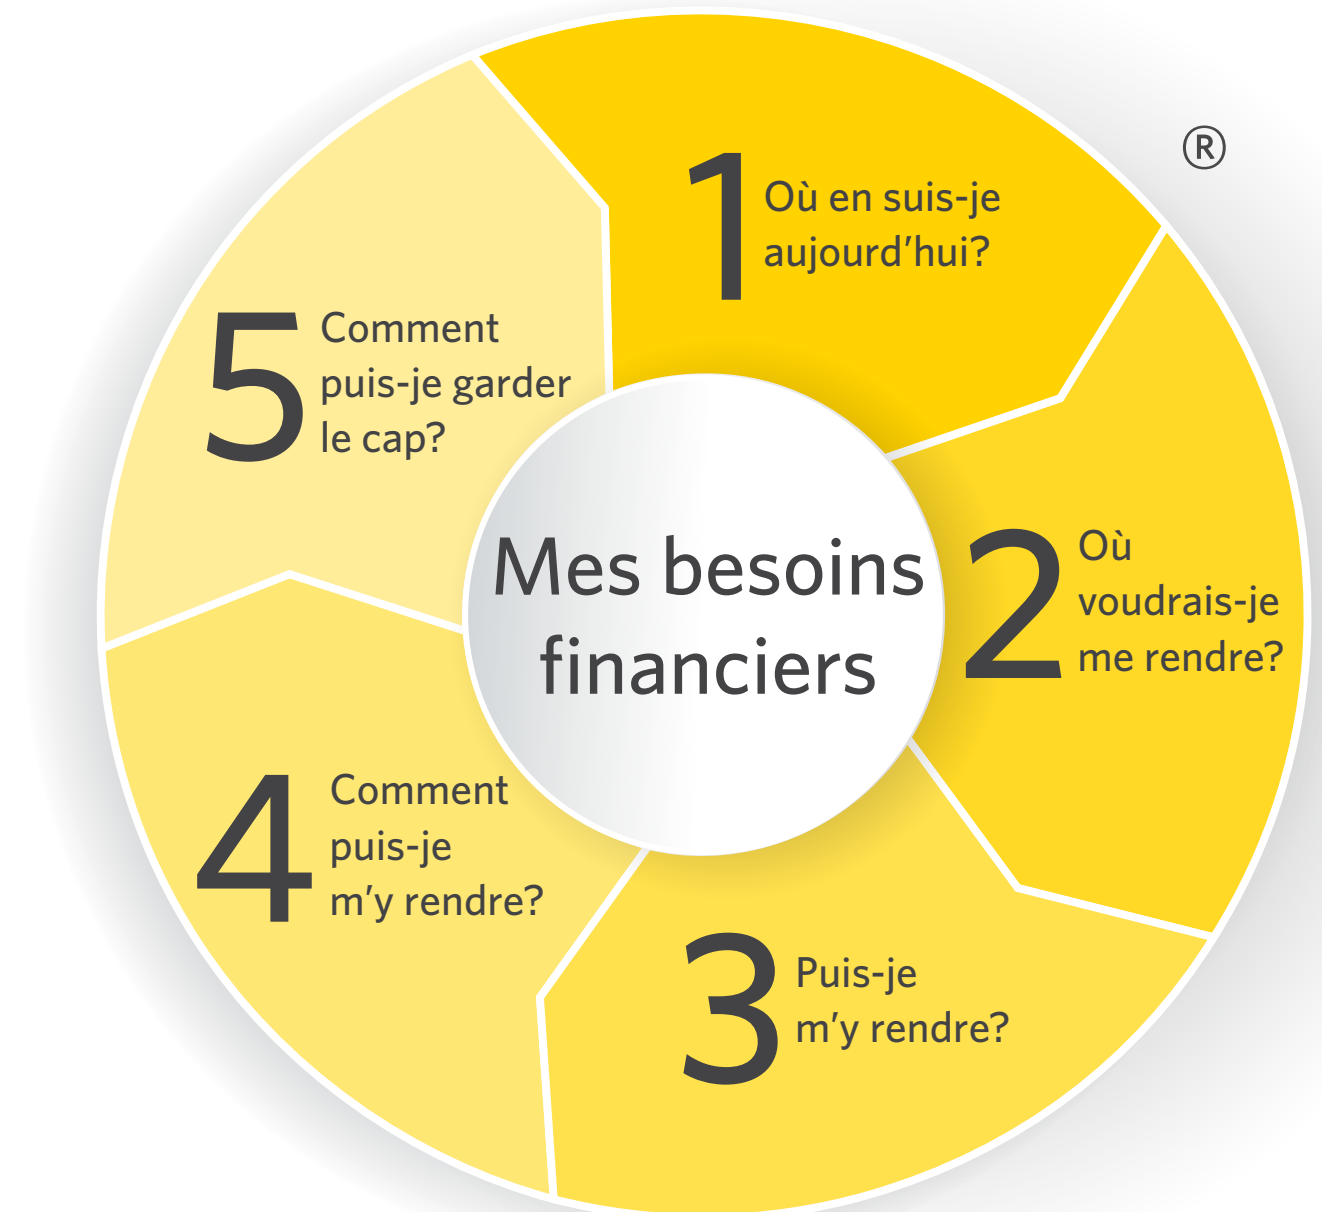 Mes besoins
financiers
1
Où en suis-je
aujourd’hui?
®
2
Où
voudrais-je
me rendre?
3
Puis-je
m’y rendre?
4
Comment
puis-je
m’y rendre?
5
Comment
puis-je garder
le cap?